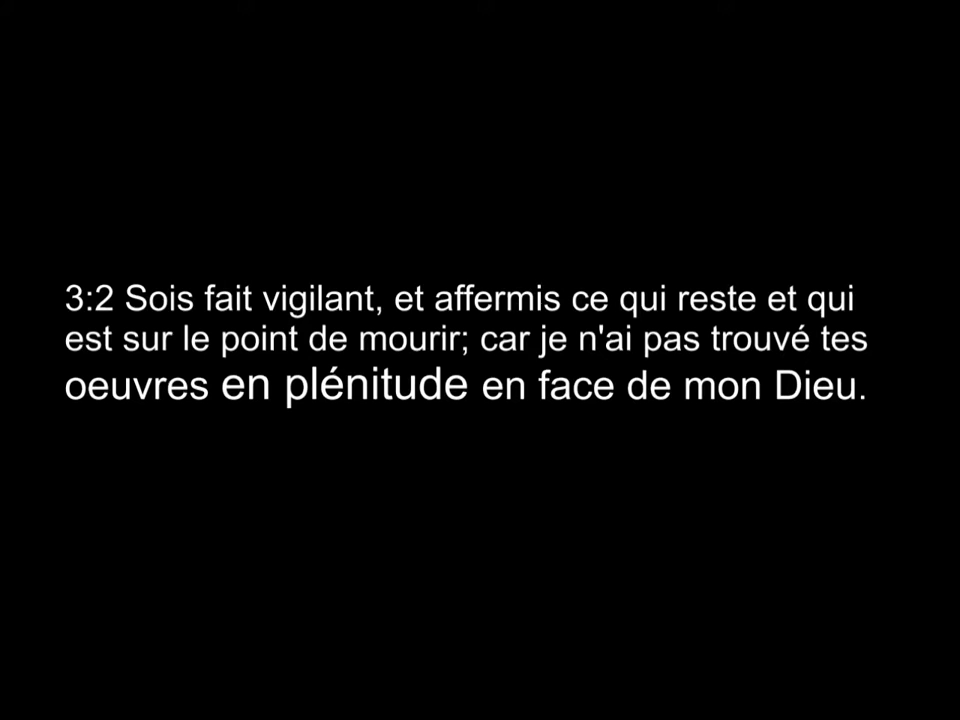 3:2 Sois fait vigilant, et affermis ce qui reste et qui
est sur le point de mourir; car je n'ai pas trouvé tes
oeuvres en plénitude en face de mon Dieu.